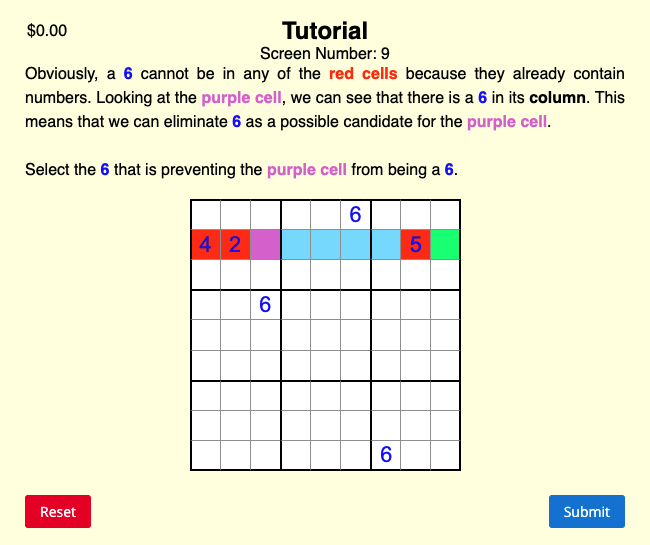 $0.00
Tutorial
Screen Number: 9
Obviously, a 6 cannot be in any of the red cells because they already contain
numbers. Looking at the purple cell, we can see that there is a 6 in its column. This
means that we can eliminate 6 as a possible candidate for the purple cell.
Select the 6 that is preventing the purple cell from being a 6.
6
4 2 5
6
6
Reset Submit